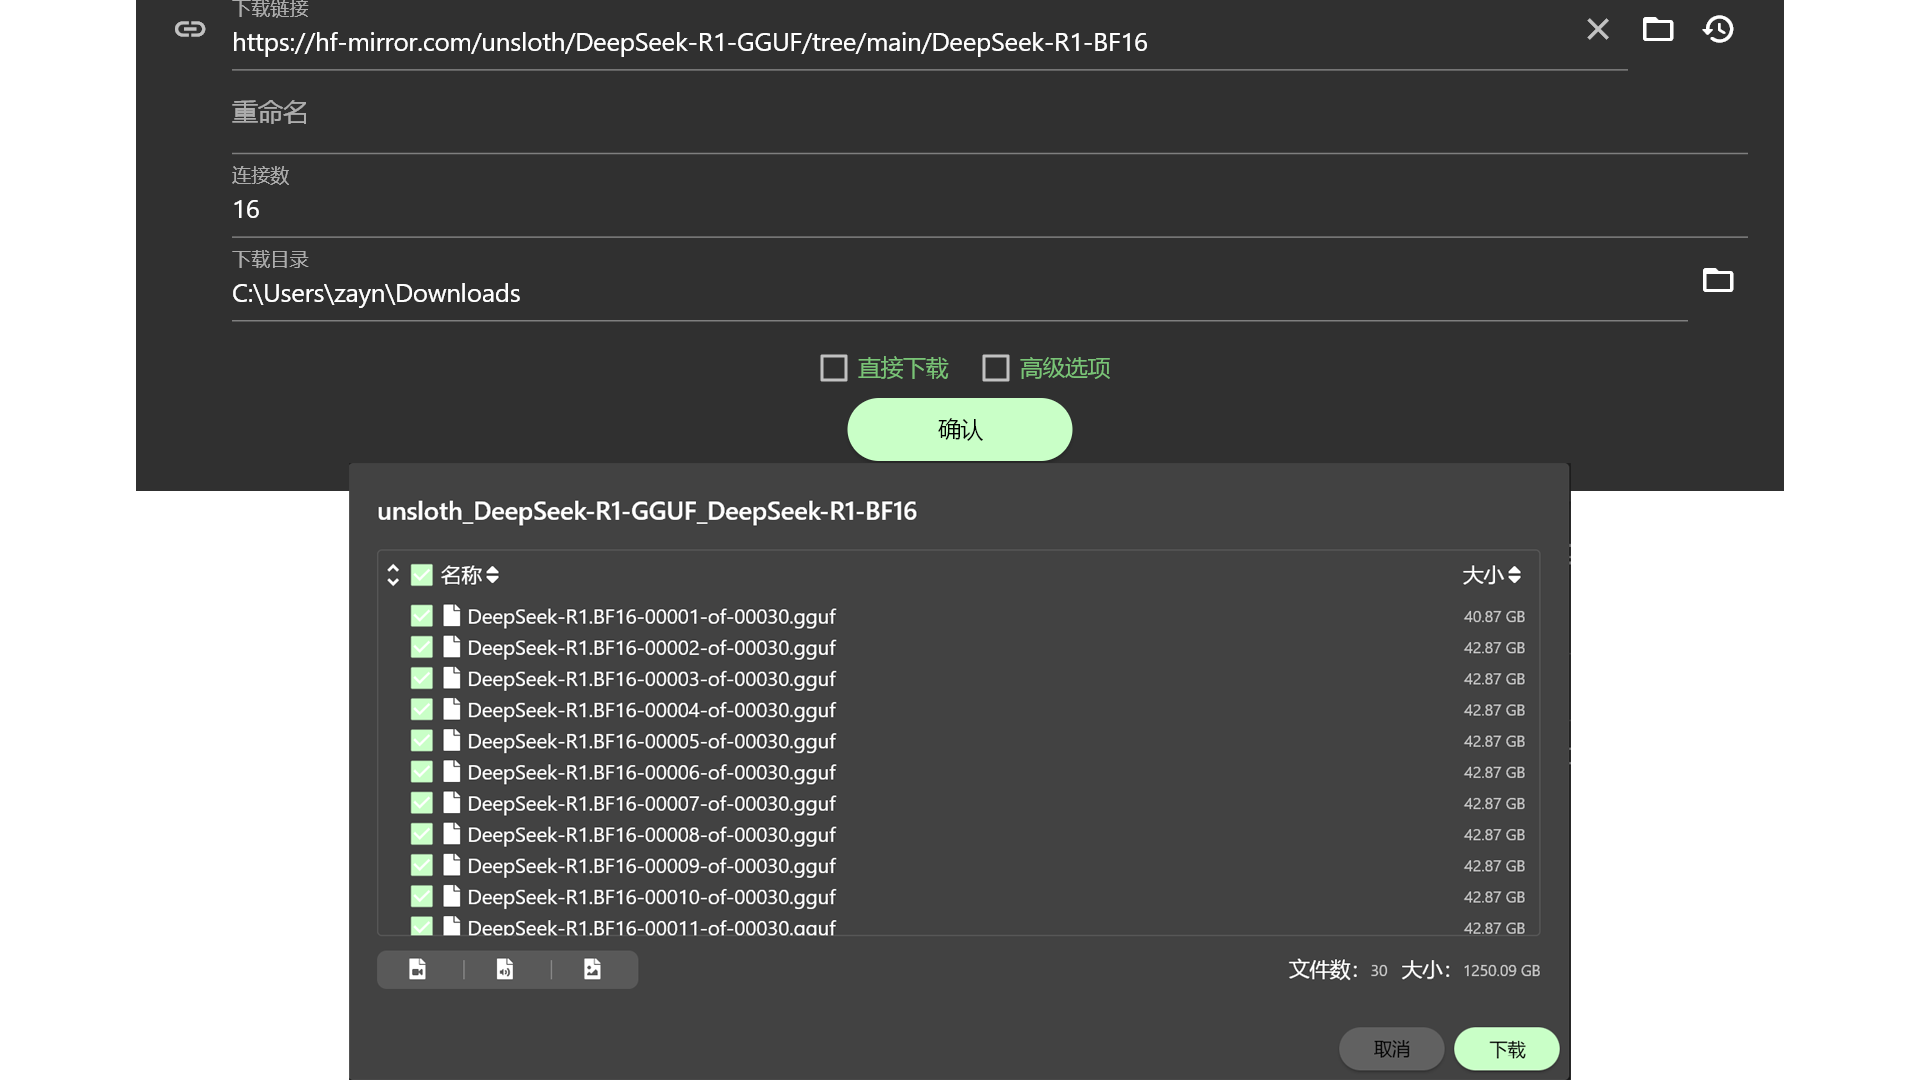 下载链接
https://hf-mirror.com/unsloth/DeepSeek-R1-GGUF/tree/main/DeepSeek-R1-BF16
重命名
连接数
16
下载目录
C:\Users\zayn\Downloads
直接下载 高级选项
确认
unsloth_DeepSeek-R1-GGUF_DeepSeek-R1-BF16
名称 大小
DeepSeek-R1.BF16-00001-of-00030.gguf 40.87 GB
DeepSeek-R1.BF16-00002-of-00030.gguf 42.87 GB
DeepSeek-R1.BF16-00003-of-00030.gguf 42.87 GB
DeepSeek-R1.BF16-00004-of-00030.gguf 42.87 GB
DeepSeek-R1.BF16-00005-of-00030.gguf 42.87 GB
DeepSeek-R1.BF16-00006-of-00030.gguf 42.87 GB
DeepSeek-R1.BF16-00007-of-00030.gguf 42.87 GB
DeepSeek-R1.BF16-00008-of-00030.gguf 42.87 GB
DeepSeek-R1.BF16-00009-of-00030.gguf 42.87 GB
DeepSeek-R1.BF16-00010-of-00030.gguf 42.87 GB
DeepSeek-R1.BF16-00011-of-00030.gguf 42.87 GB
文件数： 30 大小： 1250.09 GB
取消 下载